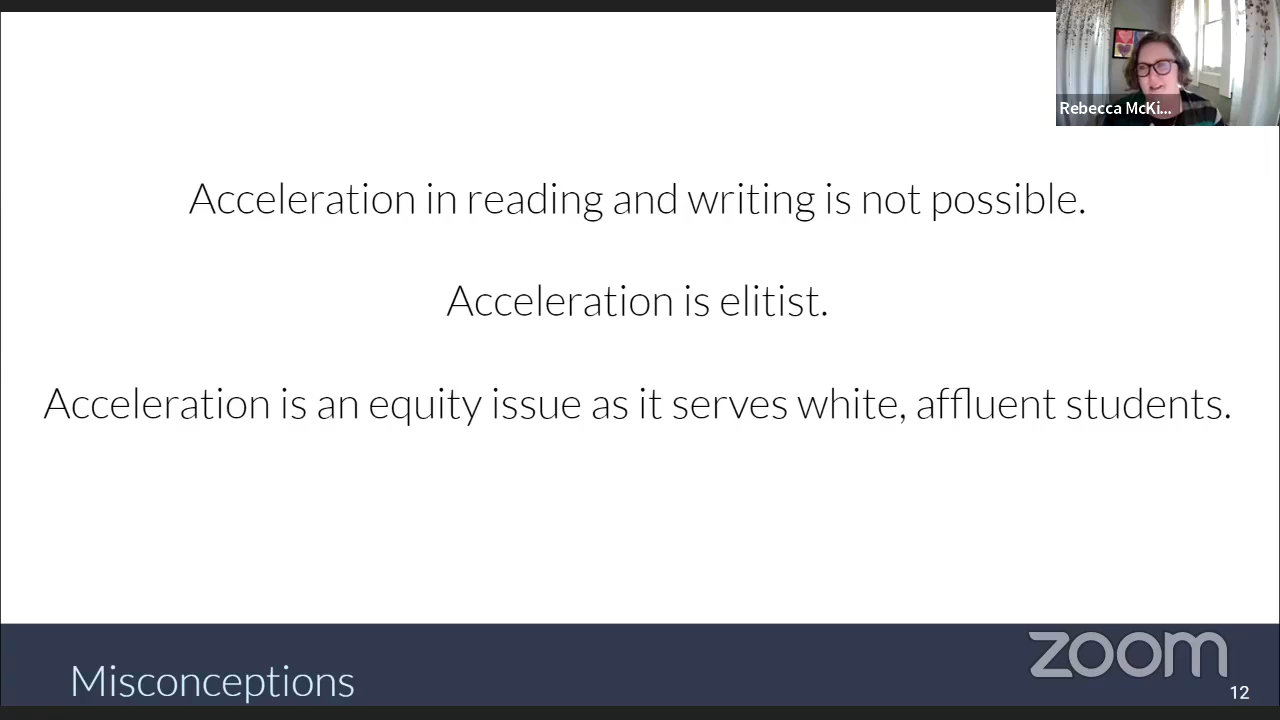 Rebecca McKi...
Acceleration in reading and writing is not possible.
Acceleration is elitist.
Acceleration is an equity issue as it serves white, affluent students.
Misconceptions
zoom
12